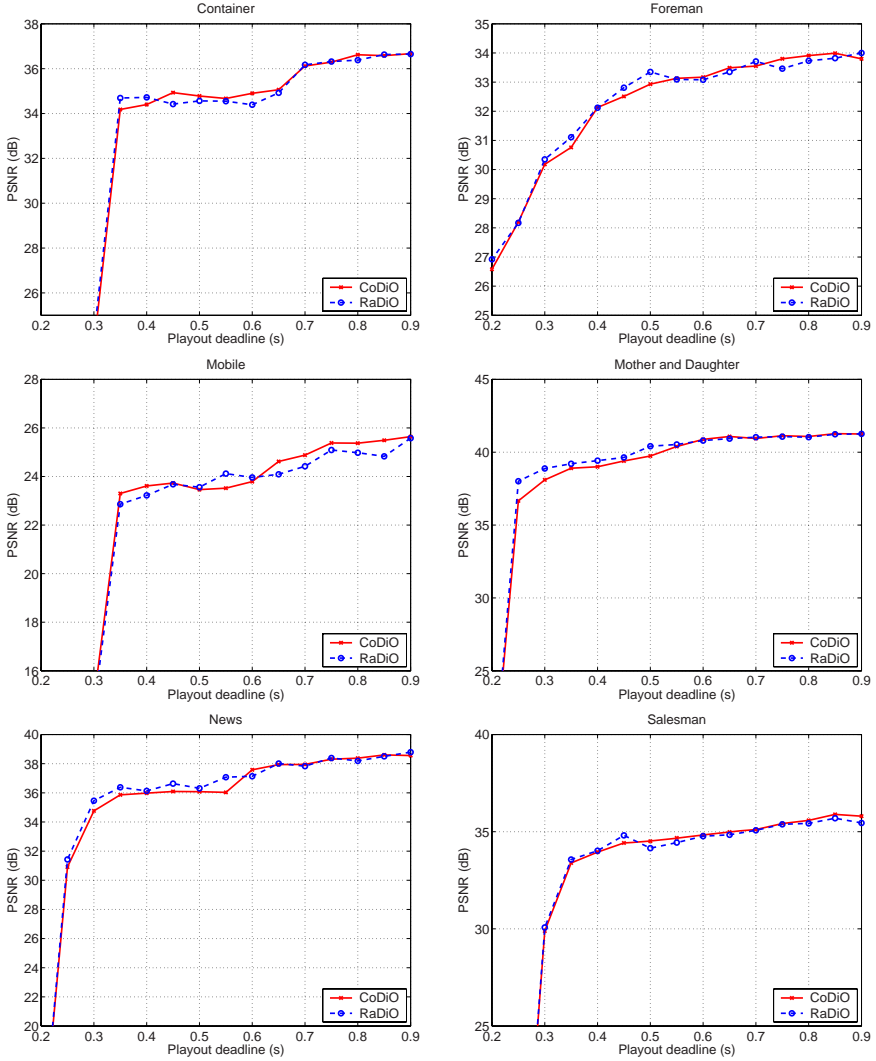 Container
PSNR (dB)
38
36
34
32
30
28
26
0.2 0.3 0.4 0.5 0.6 0.7 0.8 0.9
Playout deadline (s)
CoDiO
RaDiO
Foreman
PSNR (dB)
35
34
33
32
31
30
29
28
27
26
25
0.2 0.3 0.4 0.5 0.6 0.7 0.8 0.9
Playout deadline (s)
CoDiO
RaDiO
Mobile
PSNR (dB)
28
26
24
22
20
18
16
0.2 0.3 0.4 0.5 0.6 0.7 0.8 0.9
Playout deadline (s)
CoDiO
RaDiO
Mother and Daughter
PSNR (dB)
45
40
35
30
25
0.2 0.3 0.4 0.5 0.6 0.7 0.8 0.9
Playout deadline (s)
CoDiO
RaDiO
News
PSNR (dB)
40
38
36
34
32
30
28
26
24
22
20
0.2 0.3 0.4 0.5 0.6 0.7 0.8 0.9
Playout deadline (s)
CoDiO
RaDiO
Salesman
PSNR (dB)
40
35
30
25
0.2 0.3 0.4 0.5 0.6 0.7 0.8 0.9
Playout deadline (s)
CoDiO
RaDiO